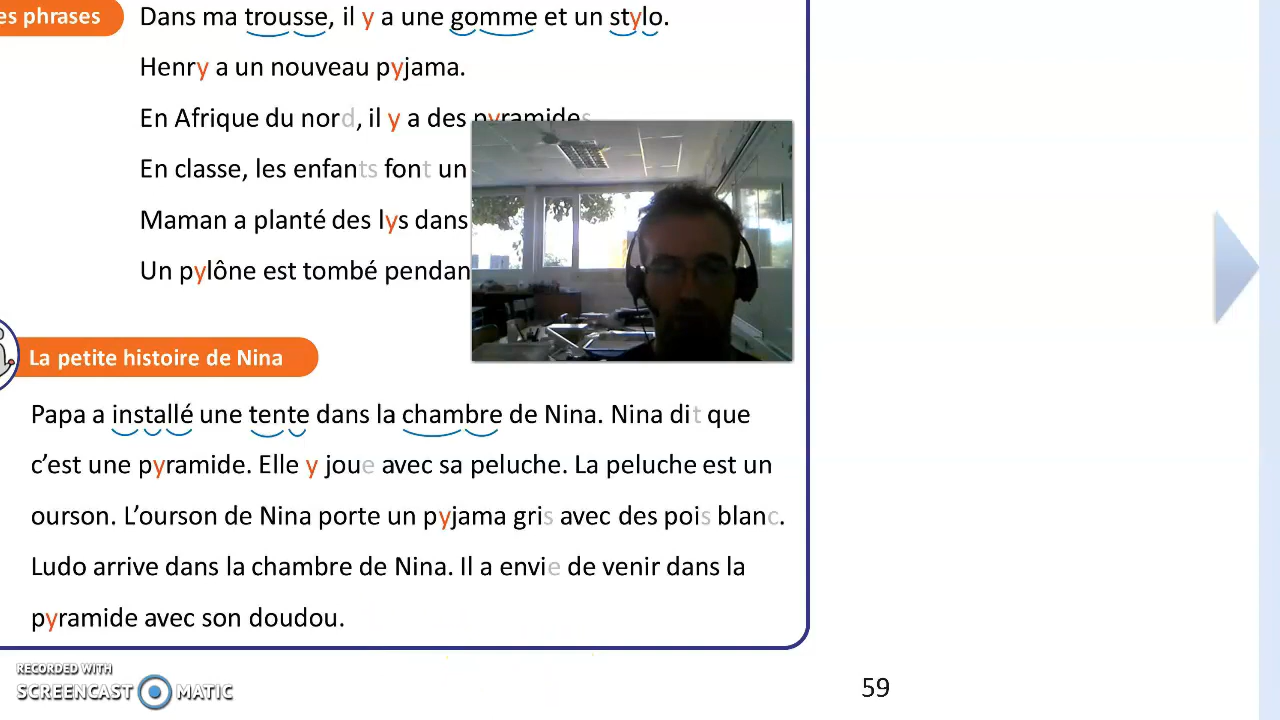 es phrases
Dans ma trousse, il y a une gomme et un stylo.
Henry a un nouveau pyjama.
En Afrique du nord, il y a des pyramides
En classe, les enfants font un
Maman a planté des lys dans
Un pylône est tombé pendan
La petite histoire de Nina
Papa a installé une tente dans la chambre de Nina. Nina dit que
c'est une pyramide. Elle y joue avec sa peluche. La peluche est un
ourson. L'ourson de Nina porte un pyjama gris avec des pois blanc.
Ludo arrive dans la chambre de Nina. Il a envie de venir dans la
pyramide avec son doudou.
RECORDED WITH
SCREENCAST MATIC
59